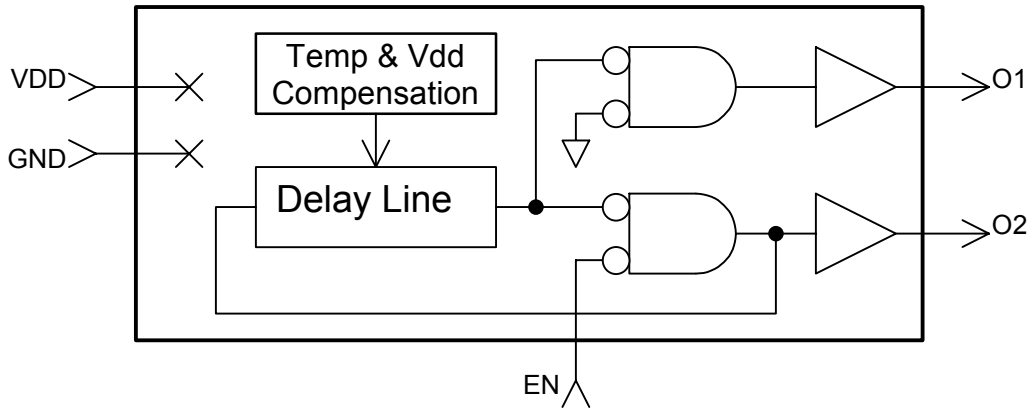 Temp & Vdd
Compensation
VDD
O1
GND
Delay Line
O2
EN